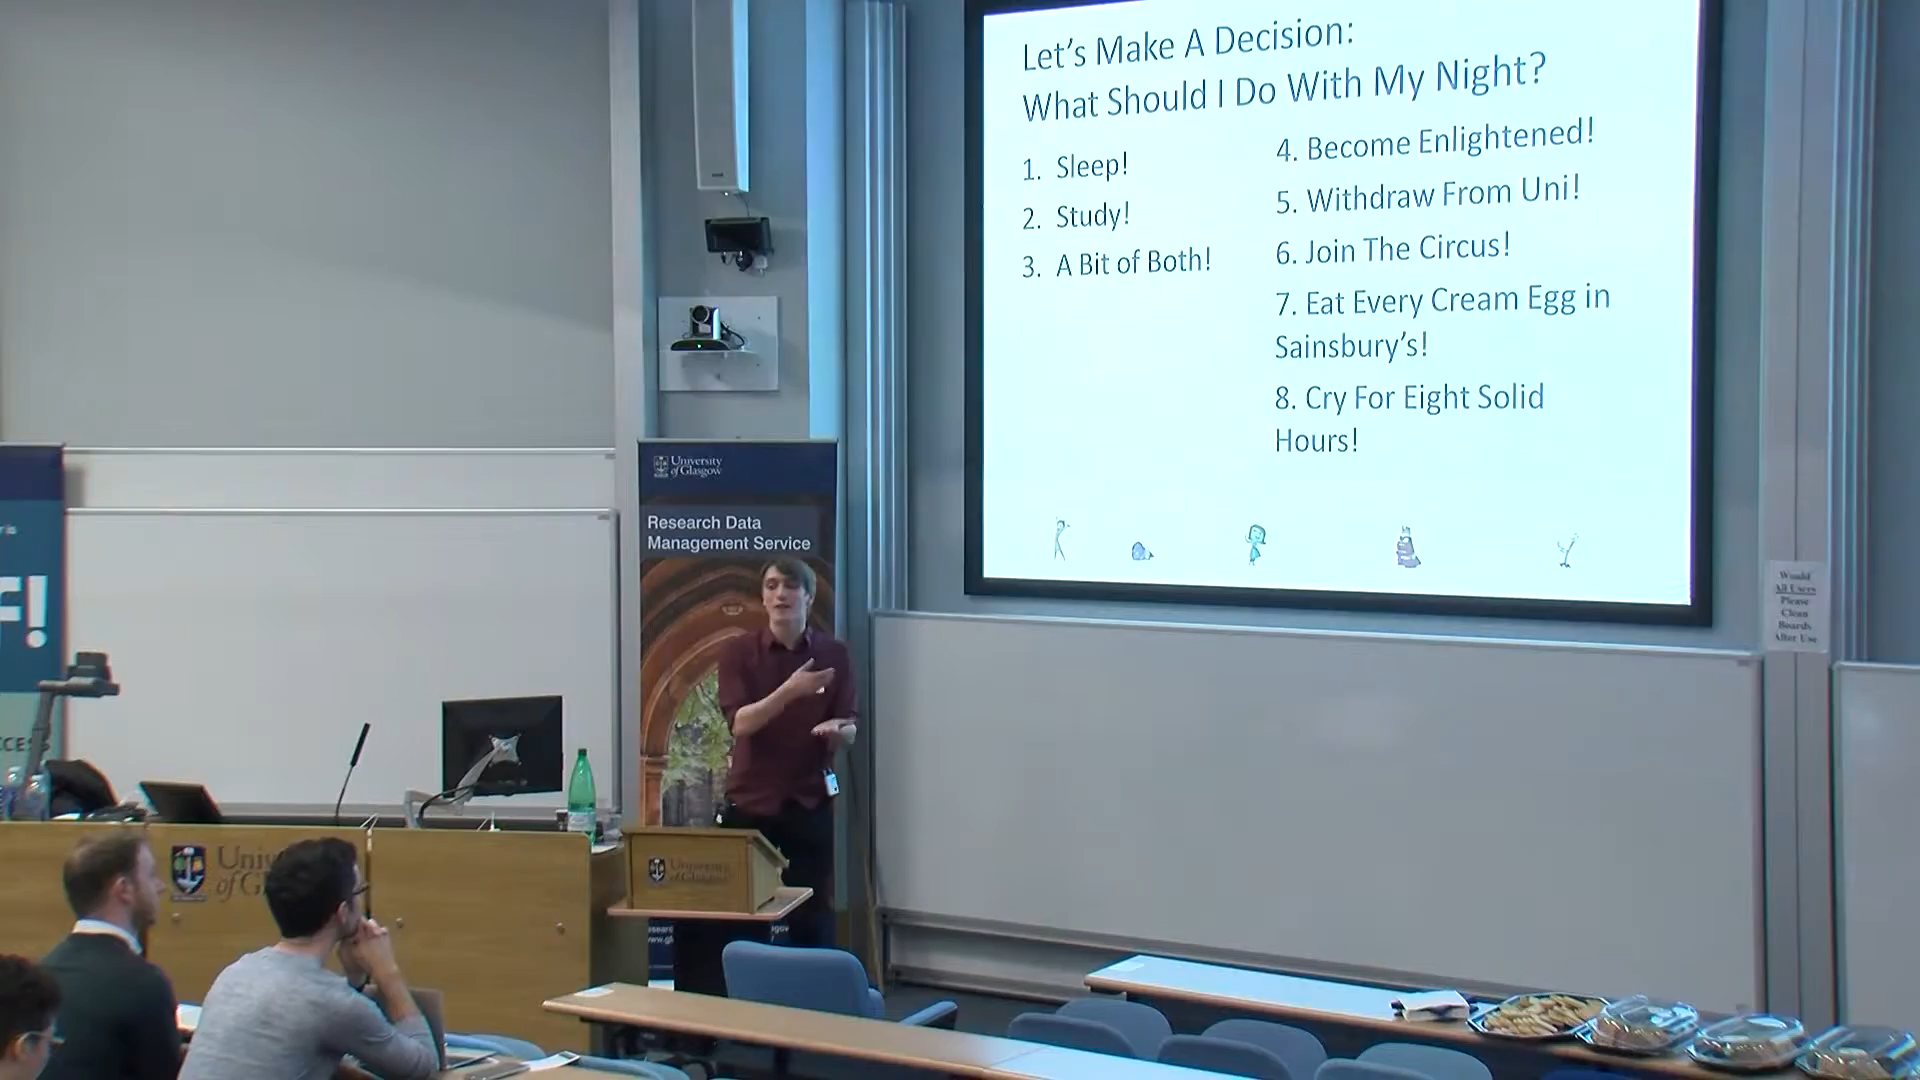 Let's Make A Decision:
What Should I Do With My Night?
1. Sleep!
2. Study!
3. A Bit of Both!
4. Become Enlightened!
5. Withdraw From Uni!
6. Join The Circus!
7. Eat Every Cream Egg in
Sainsbury's!
8. Cry For Eight Solid
Hours!
University
of Glasgow
Research Data
Management Service
F!
Would
All Users
Please
Clean
Boards
After Use